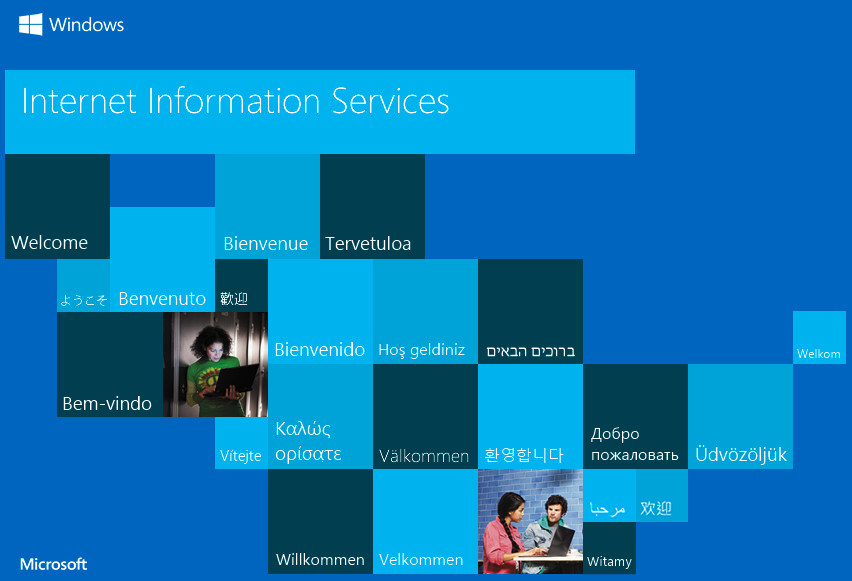 Windows
Internet Information Services
Welcome
Bienvenue
Tervetuloa
ようこそ
Benvenuto
歡迎
Bienvenido
Hoş geldiniz
ברוכים הבאים
Welkom
Bem-vindo
Vítejte
Καλώς
ορίσατε
Välkommen
환영합니다
Добро
пожаловать
Üdvözöljük
مرحبا
欢迎
Willkommen
Velkommen
Witamy
Microsoft